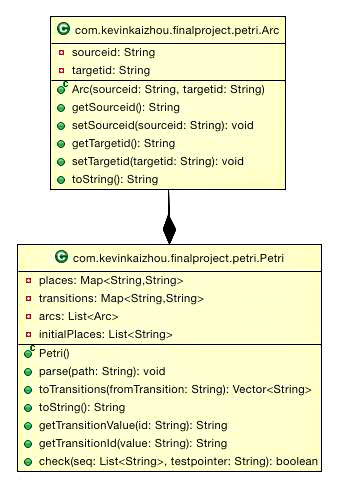 C com.kevinkaizhou.finalproject.petri.Arc
sourceid: String
targetid: String
c Arc(sourceid: String, targetid: String)
getSourceid(): String
setSourceid(sourceid: String): void
getTargetid(): String
setTargetid(targetid: String): void
toString(): String
C com.kevinkaizhou.finalproject.petri.Petri
places: Map<String,String>
transitions: Map<String,String>
arcs: List<Arc>
initialPlaces: List<String>
c Petri()
parse(path: String): void
toTransitions(fromTransition: String): Vector<String>
toString(): String
getTransitionValue(id: String): String
getTransitionId(value: String): String
check(seq: List<String>, testpointer: String): boolean